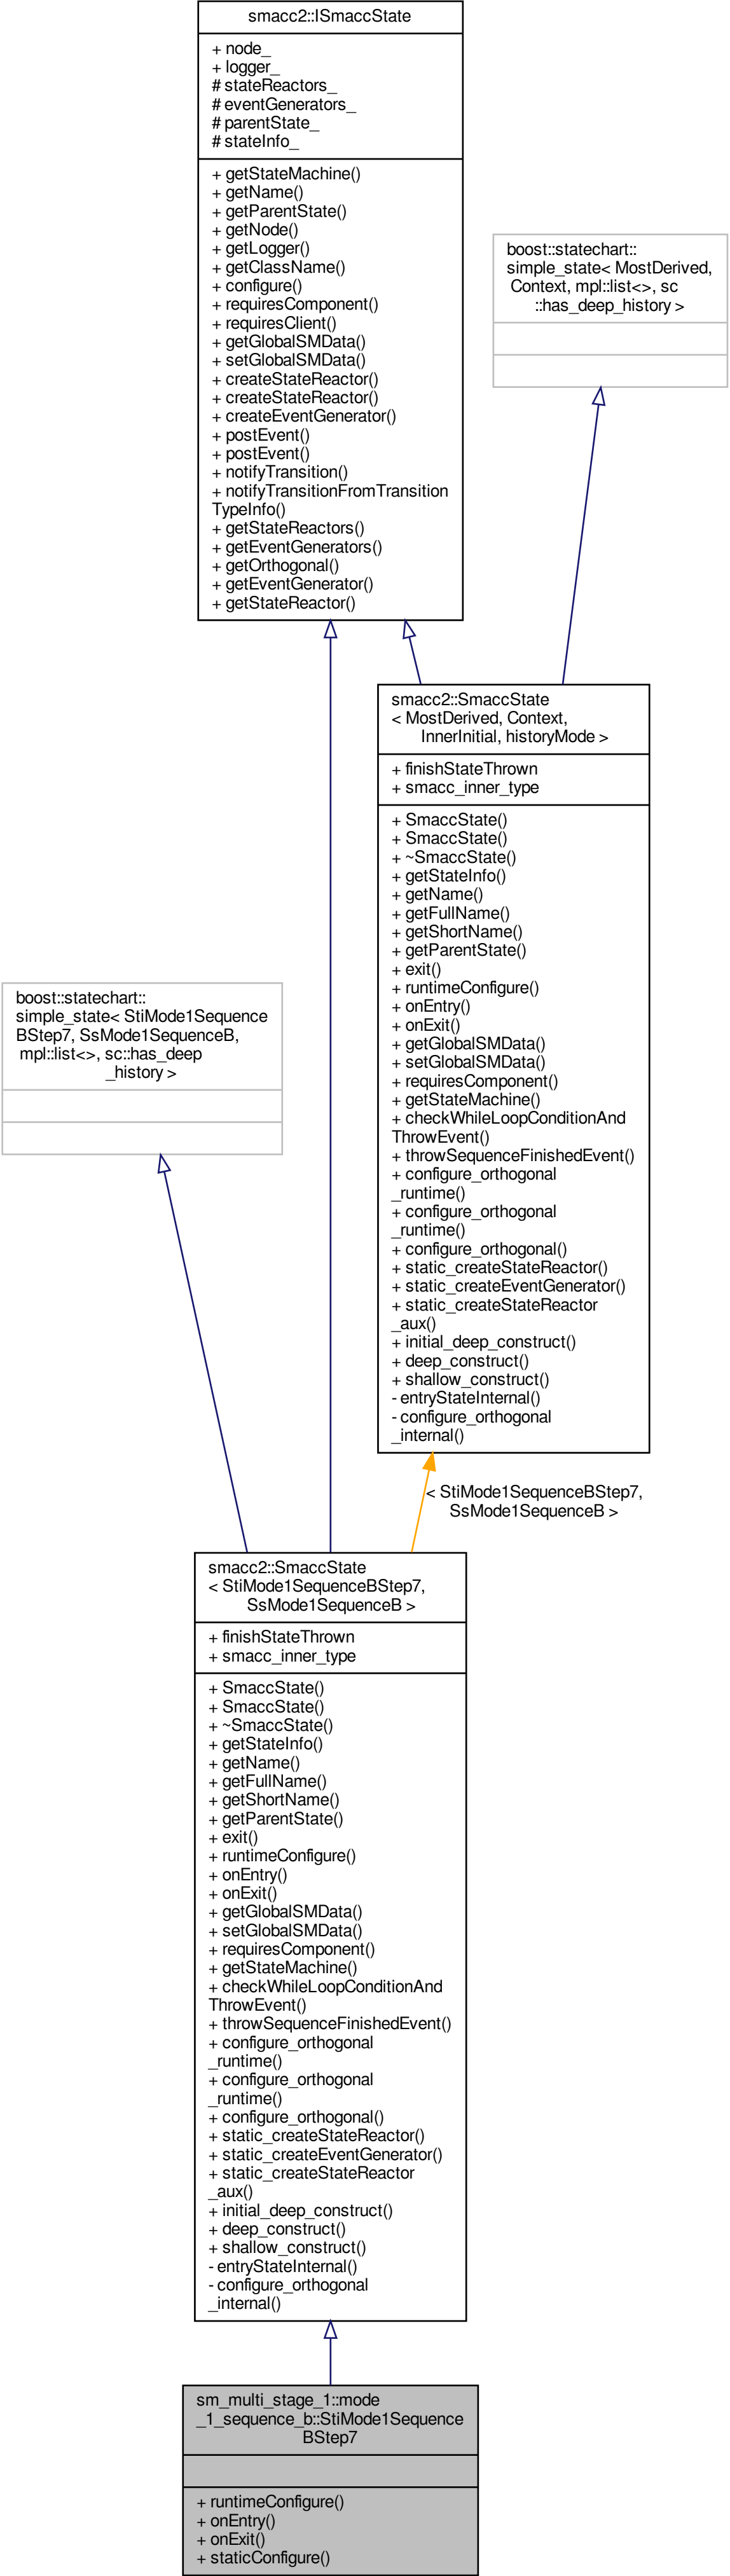 smacc2::ISmaccState
+ node_
+ logger_
# stateReactors_
# eventGenerators_
# parentState_
# stateInfo_
+ getStateMachine()
+ getName()
+ getParentState()
+ getNode()
+ getLogger()
+ getClassName()
+ configure()
+ requiresComponent()
+ requiresClient()
+ getGlobalSMData()
+ setGlobalSMData()
+ createStateReactor()
+ createStateReactor()
+ createEventGenerator()
+ postEvent()
+ postEvent()
+ notifyTransition()
+ notifyTransitionFromTransition
TypeInfo()
+ getStateReactors()
+ getEventGenerators()
+ getOrthogonal()
+ getEventGenerator()
+ getStateReactor()
boost::statechart::
simple_state< MostDerived,
Context, mpl::list<>, sc
::has_deep_history >
smacc2::SmaccState
< MostDerived, Context,
InnerInitial, historyMode >
+ finishStateThrown
+ smacc_inner_type
+ SmaccState()
+ SmaccState()
+ ~SmaccState()
+ getStateInfo()
+ getName()
+ getFullName()
+ getShortName()
+ getParentState()
+ exit()
+ runtimeConfigure()
+ onEntry()
+ onExit()
+ getGlobalSMData()
+ setGlobalSMData()
+ requiresComponent()
+ getStateMachine()
+ checkWhileLoopConditionAnd
ThrowEvent()
+ throwSequenceFinishedEvent()
+ configure_orthogonal
_runtime()
+ configure_orthogonal
_runtime()
+ configure_orthogonal()
+ static_createStateReactor()
+ static_createEventGenerator()
+ static_createStateReactor
_aux()
+ initial_deep_construct()
+ deep_construct()
+ shallow_construct()
- entryStateInternal()
- configure_orthogonal
_internal()
boost::statechart::
simple_state< StiMode1Sequence
BStep7, SsMode1SequenceB,
mpl::list<>, sc::has_deep
_history >
< StiMode1SequenceBStep7,
SsMode1SequenceB >
smacc2::SmaccState
< StiMode1SequenceBStep7,
SsMode1SequenceB >
+ finishStateThrown
+ smacc_inner_type
+ SmaccState()
+ SmaccState()
+ ~SmaccState()
+ getStateInfo()
+ getName()
+ getFullName()
+ getShortName()
+ getParentState()
+ exit()
+ runtimeConfigure()
+ onEntry()
+ onExit()
+ getGlobalSMData()
+ setGlobalSMData()
+ requiresComponent()
+ getStateMachine()
+ checkWhileLoopConditionAnd
ThrowEvent()
+ throwSequenceFinishedEvent()
+ configure_orthogonal
_runtime()
+ configure_orthogonal
_runtime()
+ configure_orthogonal()
+ static_createStateReactor()
+ static_createEventGenerator()
+ static_createStateReactor
_aux()
+ initial_deep_construct()
+ deep_construct()
+ shallow_construct()
- entryStateInternal()
- configure_orthogonal
_internal()
sm_multi_stage_1::mode
_1_sequence_b::StiMode1Sequence
BStep7
+ runtimeConfigure()
+ onEntry()
+ onExit()
+ staticConfigure()